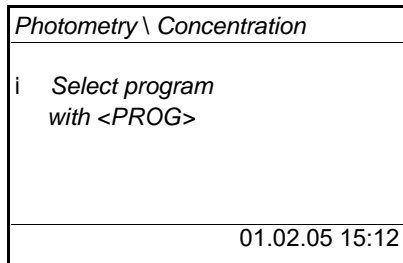 Photometry \ Concentration
i Select program
with <PROG>
01.02.05 15:12